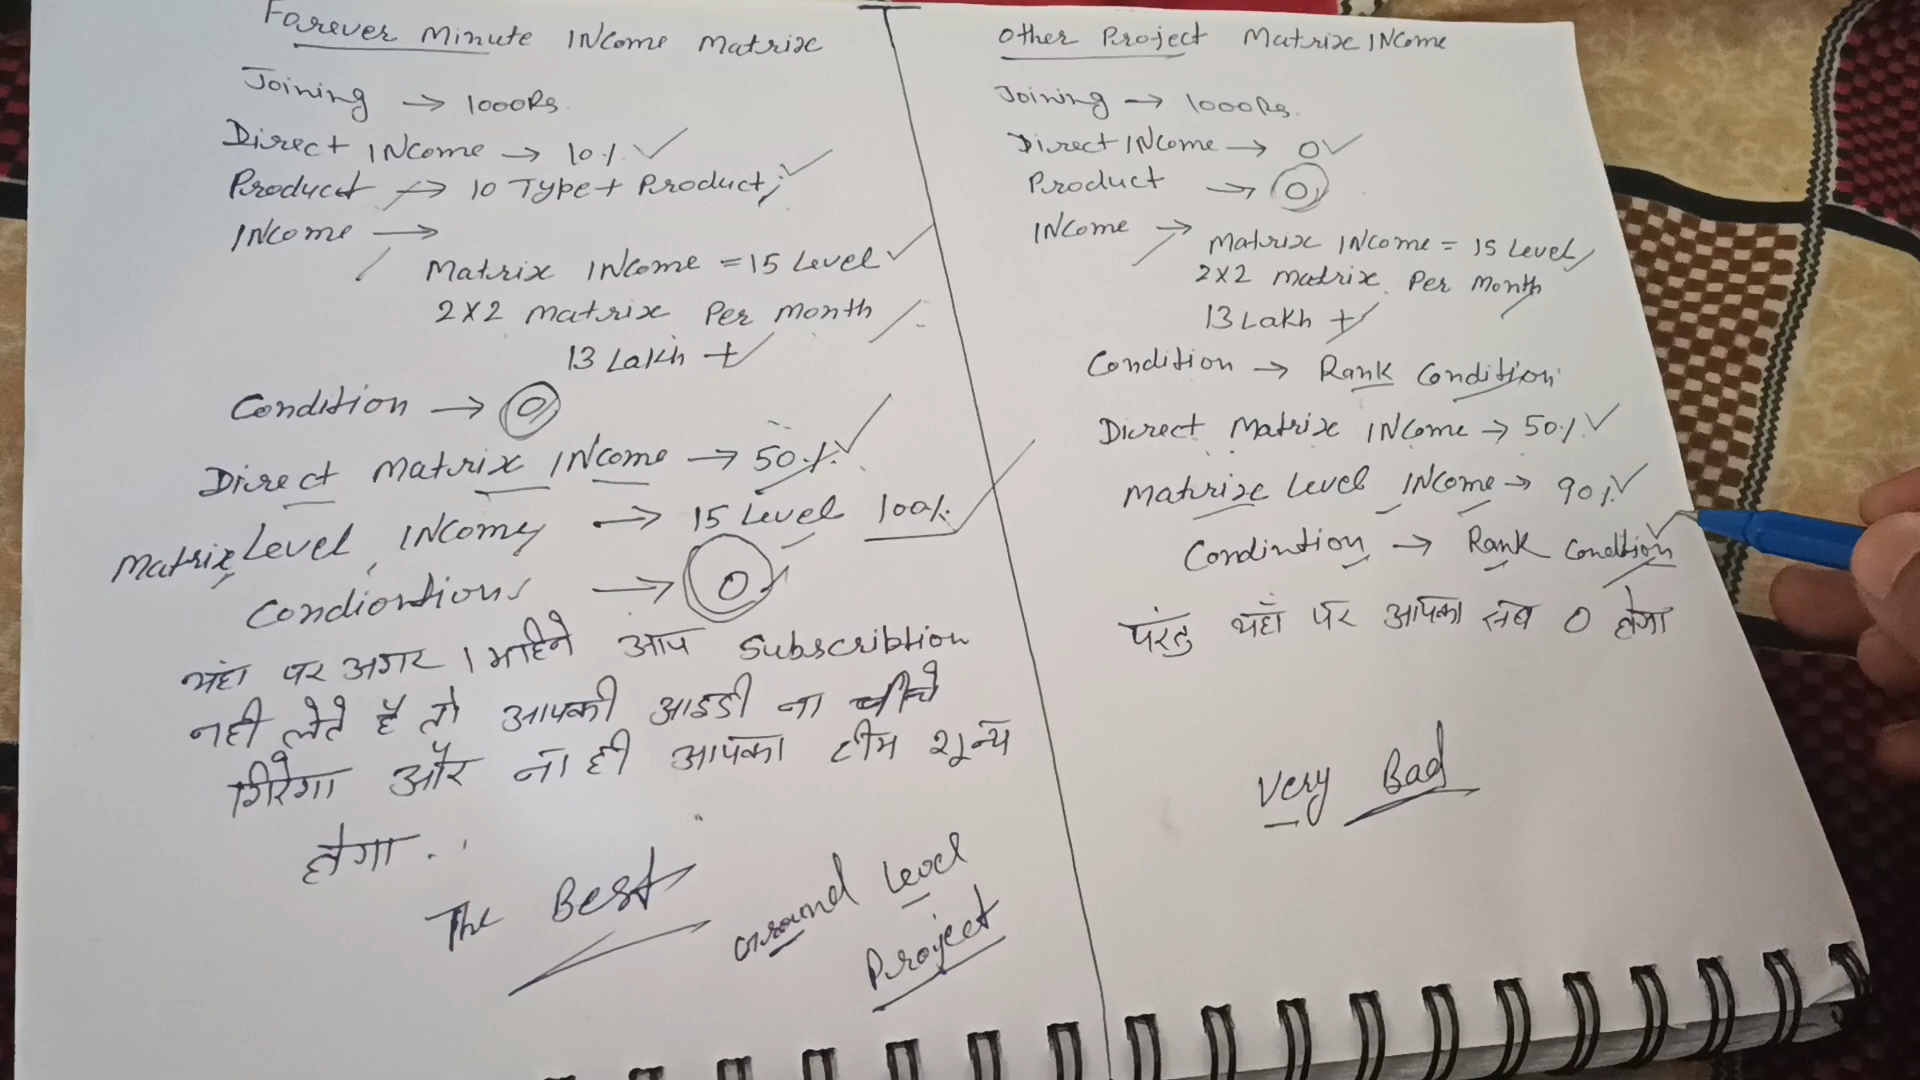 Forever Minute INcome Matrix
Joining → 1000Rs.
Direct INcome → 10% ✓
Product → 10 Type + Product, ✓
INcome →
Matrix INcome = 15 Level ✓
2X2 matrix Per Month
13 Lakh + ✓
Condition → 0
Direct Matrix INcome → 50% ✓
Matrix Level INcome → 15 Level 100%
Condiontions → 0
यहां पर अगर 1 महिने आप Subscribtion
नही लेते है तो आपकी आइडी ना नीचे
गिरेगा और ना ही आपका टीम शून्य
होगा ..
The Best
Ground Level
Project
Other Project Matrix INcome
Joining → 1000Rs.
Direct INcome → 0 ✓
Product → 0
INcome →
Matrix INcome = 15 Level
2X2 matrix Per Month
13 Lakh +
Condition → Rank Condition
Direct Matrix INcome → 50% ✓
Matrix Level INcome → 90% ✓
Condintion → Rank Condition
परंतु यहाँ पर आपका सब 0 होगा
Very Bad